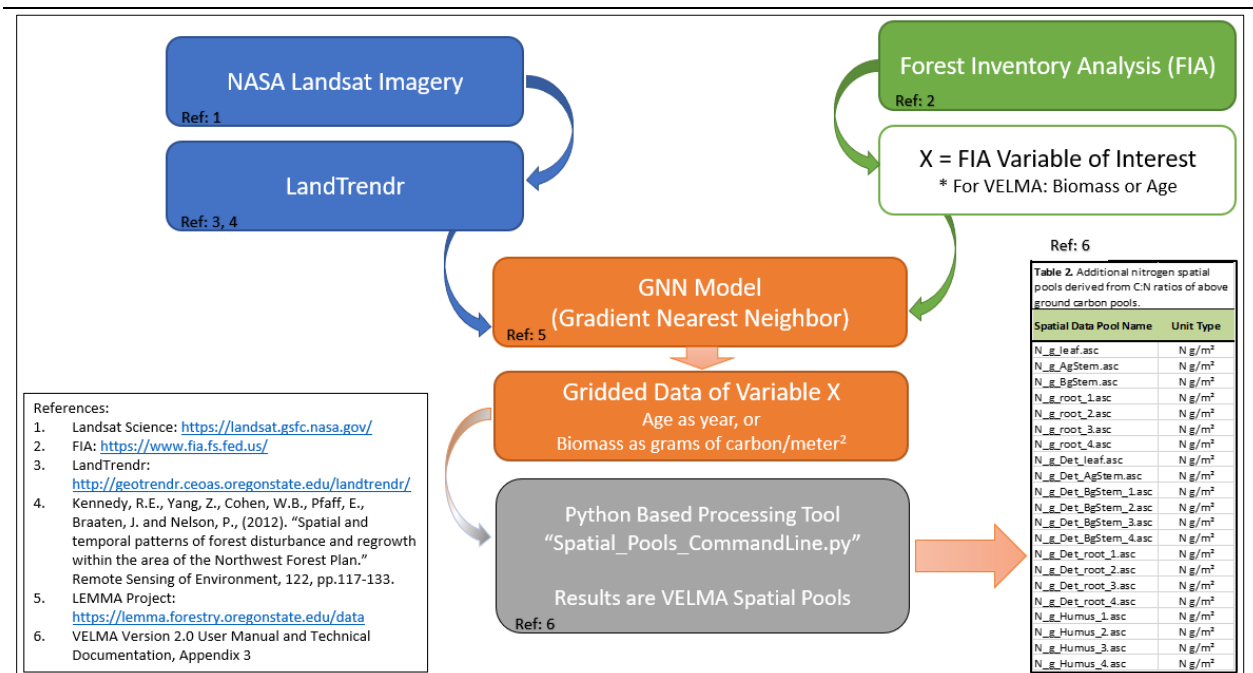 NASA Landsat Imagery
Ref: 1
LandTrendr
Ref: 3, 4
Forest Inventory Analysis (FIA)
Ref: 2
X = FIA Variable of Interest
* For VELMA: Biomass or Age
GNN Model
(Gradient Nearest Neighbor)
Ref: 5
Gridded Data of Variable X
Age as year, or
Biomass as grams of carbon/meter²
Python Based Processing Tool
“Spatial_Pools_CommandLine.py”
Results are VELMA Spatial Pools
Ref: 6
Ref: 6
Table 2. Additional nitrogen spatial
pools derived from C:N ratios of above
ground carbon pools.
Spatial Data Pool Name Unit Type
N_g_leaf.asc N g/m²
N_g_AgStem.asc N g/m²
N_g_BgStem.asc N g/m²
N_g_root_1.asc N g/m²
N_g_root_2.asc N g/m²
N_g_root_3.asc N g/m²
N_g_root_4.asc N g/m²
N_g_Det_leaf.asc N g/m²
N_g_Det_AgStem.asc N g/m²
N_g_Det_BgStem_1.asc N g/m²
N_g_Det_BgStem_2.asc N g/m²
N_g_Det_BgStem_3.asc N g/m²
N_g_Det_BgStem_4.asc N g/m²
N_g_Det_root_1.asc N g/m²
N_g_Det_root_2.asc N g/m²
N_g_Det_root_3.asc N g/m²
N_g_Det_root_4.asc N g/m²
N_g_Humus_1.asc N g/m²
N_g_Humus_2.asc N g/m²
N_g_Humus_3.asc N g/m²
N_g_Humus_4.asc N g/m²
References:
1. Landsat Science: https://landsat.gsfc.nasa.gov/
2. FIA: https://www.fia.fs.fed.us/
3. LandTrendr:
http://geotrendr.ceoas.oregonstate.edu/landtrendr/
4. Kennedy, R.E., Yang, Z., Cohen, W.B., Pfaff, E.,
Braaten, J. and Nelson, P., (2012). “Spatial and
temporal patterns of forest disturbance and regrowth
within the area of the Northwest Forest Plan.”
Remote Sensing of Environment, 122, pp.117-133.
5. LEMMA Project:
https://lemma.forestry.oregonstate.edu/data
6. VELMA Version 2.0 User Manual and Technical
Documentation, Appendix 3